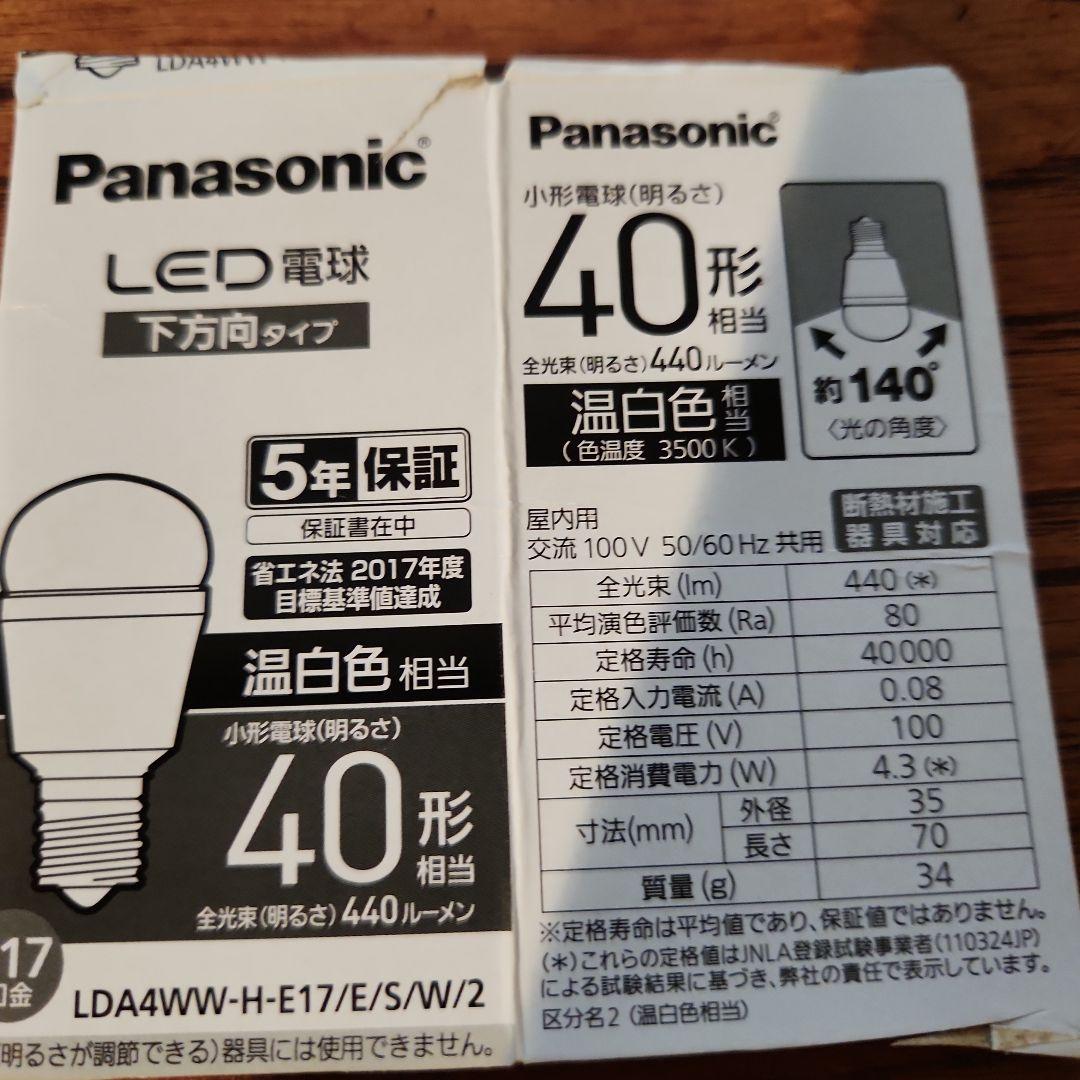 LDA4WW-
Panasonic®
LED電球
下方向タイプ
5年保証
保証書在中
省エネ法 2017年度
目標基準値達成
温白色相当
小形電球(明るさ)
40形
相当
全光束(明るさ)440ルーメン
17
口金
LDA4WW-H-E17/E/S/W/2
明るさが調節できる)器具には使用できません。
Panasonic®
小形電球(明るさ)
40形
相当
全光束(明るさ)440ルーメン
温白色相当
(色温度 3500K)
約140°
〈光の角度〉
屋内用
交流 100V 50/60Hz 共用
断熱材施工
器具対応
全光束(lm) 440(*)
平均演色評価数(Ra) 80
定格寿命(h) 40000
定格入力電流(A) 0.08
定格電圧(V) 100
定格消費電力(W) 4.3(*)
寸法(mm) 外径 35
長さ 70
質量(g) 34
※定格寿命は平均値であり、保証値ではありません。
(*)これらの定格値はJNLA登録試験事業者(110324JP)
による試験結果に基づき、弊社の責任で表示しています。
区分名2(温白色相当)